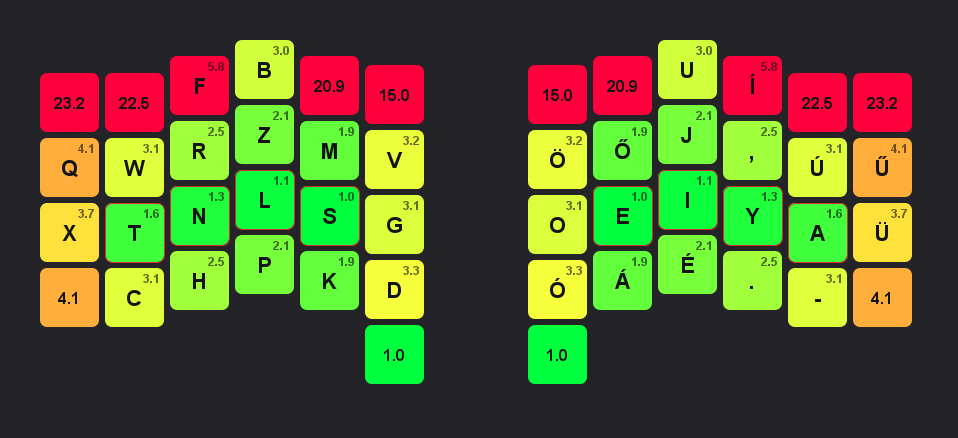 3.0 3.0
B U
5.8 5.8
F Í
23.2 22.5 20.9 15.0 15.0 20.9 22.5 23.2
2.1 2.1
Z J
2.5 1.9 1.9 2.5
R M Ő ,
4.1 3.1 3.2 3.2 3.1 4.1
Q W V Ö Ú Ű
1.1 1.1
L I
1.3 1.0 1.0 1.3
N S E Y
3.7 1.6 3.1 3.1 1.6 3.7
X T G O A Ü
2.1 2.1
P É
2.5 1.9 1.9 2.5
H K Á .
3.1 3.3 3.3 3.1
4.1 C D Ó - 4.1
1.0 1.0